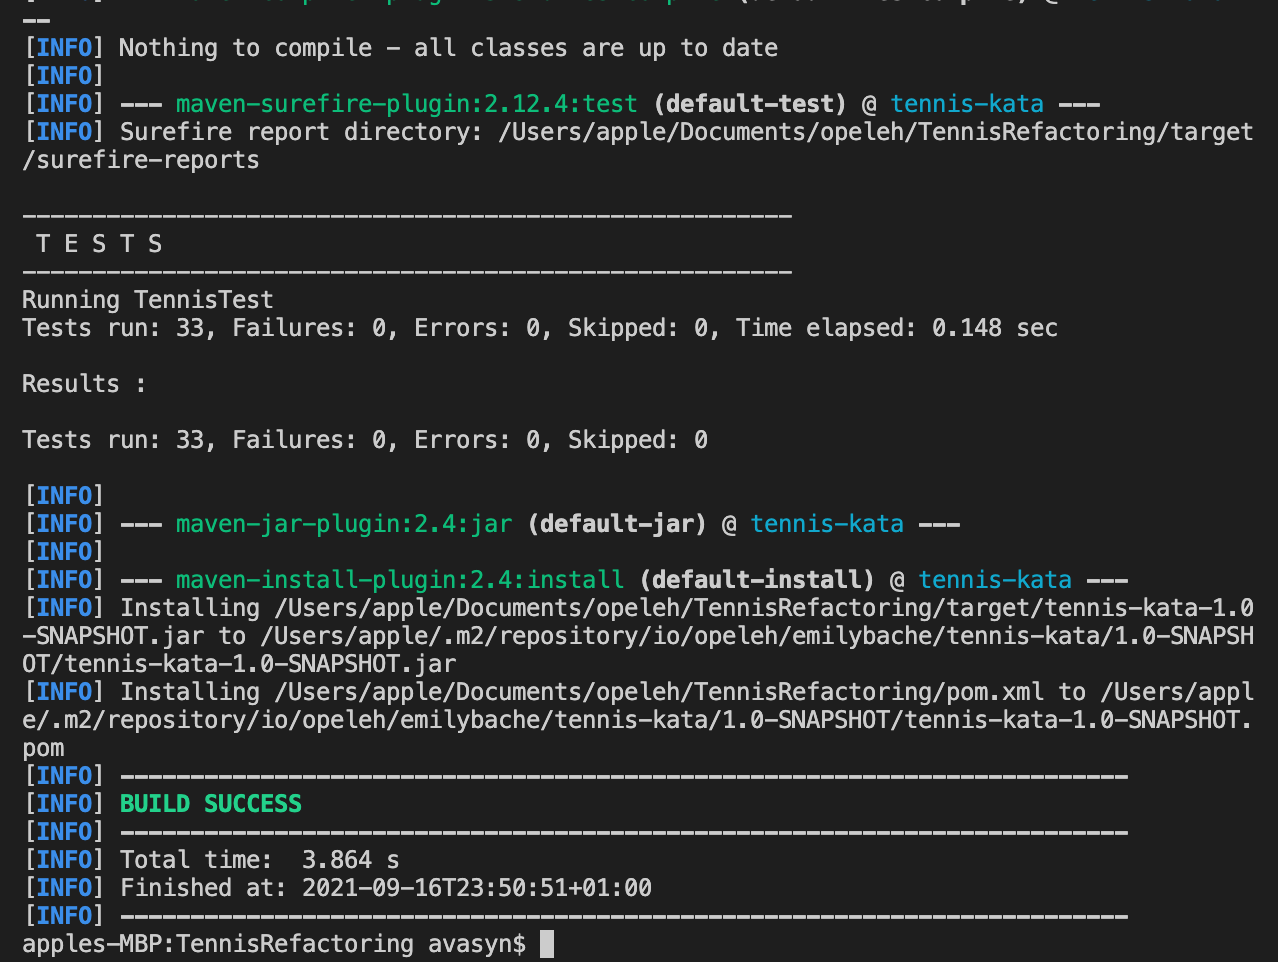 ——
[INFO] Nothing to compile - all classes are up to date
[INFO]
[INFO] --- maven-surefire-plugin:2.12.4:test (default-test) @ tennis-kata ---
[INFO] Surefire report directory: /Users/apple/Documents/opeleh/TennisRefactoring/target
/surefire-reports

-------------------------------------------------------
 T E S T S
-------------------------------------------------------
Running TennisTest
Tests run: 33, Failures: 0, Errors: 0, Skipped: 0, Time elapsed: 0.148 sec

Results :

Tests run: 33, Failures: 0, Errors: 0, Skipped: 0

[INFO]
[INFO] --- maven-jar-plugin:2.4:jar (default-jar) @ tennis-kata ---
[INFO]
[INFO] --- maven-install-plugin:2.4:install (default-install) @ tennis-kata ---
[INFO] Installing /Users/apple/Documents/opeleh/TennisRefactoring/target/tennis-kata-1.0
-SNAPSHOT.jar to /Users/apple/.m2/repository/io/opeleh/emilybache/tennis-kata/1.0-SNAPSH
OT/tennis-kata-1.0-SNAPSHOT.jar
[INFO] Installing /Users/apple/Documents/opeleh/TennisRefactoring/pom.xml to /Users/appl
e/.m2/repository/io/opeleh/emilybache/tennis-kata/1.0-SNAPSHOT/tennis-kata-1.0-SNAPSHOT.
pom
[INFO] ------------------------------------------------------------------------
[INFO] BUILD SUCCESS
[INFO] ------------------------------------------------------------------------
[INFO] Total time:  3.864 s
[INFO] Finished at: 2021-09-16T23:50:51+01:00
[INFO] ------------------------------------------------------------------------
apples-MBP:TennisRefactoring avasyn$